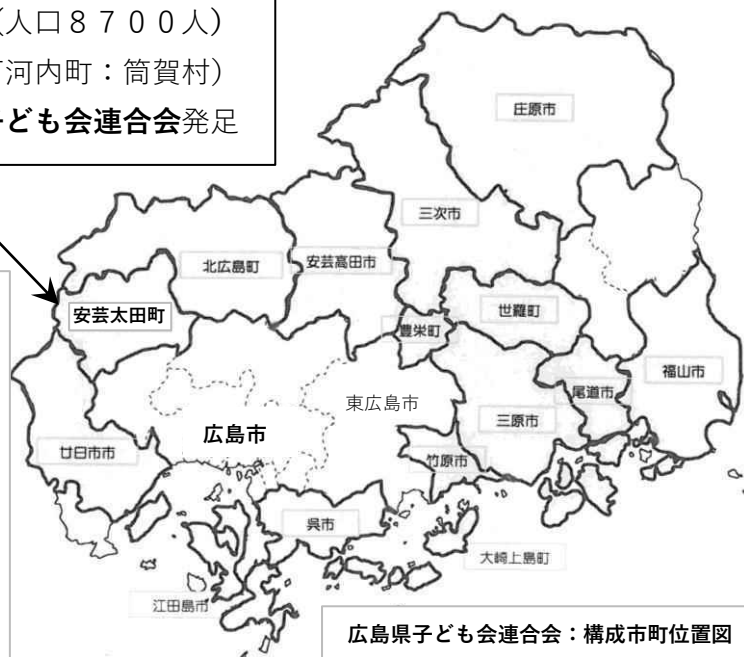 （人口８７００人）
河内町：筒賀村）
ども会連合会発足
庄原市
三次市
北広島町
安芸高田市
安芸太田町
豊栄町
世羅町
福山市
尾道市
東広島市
三原市
広島市
廿日市市
竹原市
呉市
大崎上島町
江田島市
広島県子ども会連合会：構成市町位置図